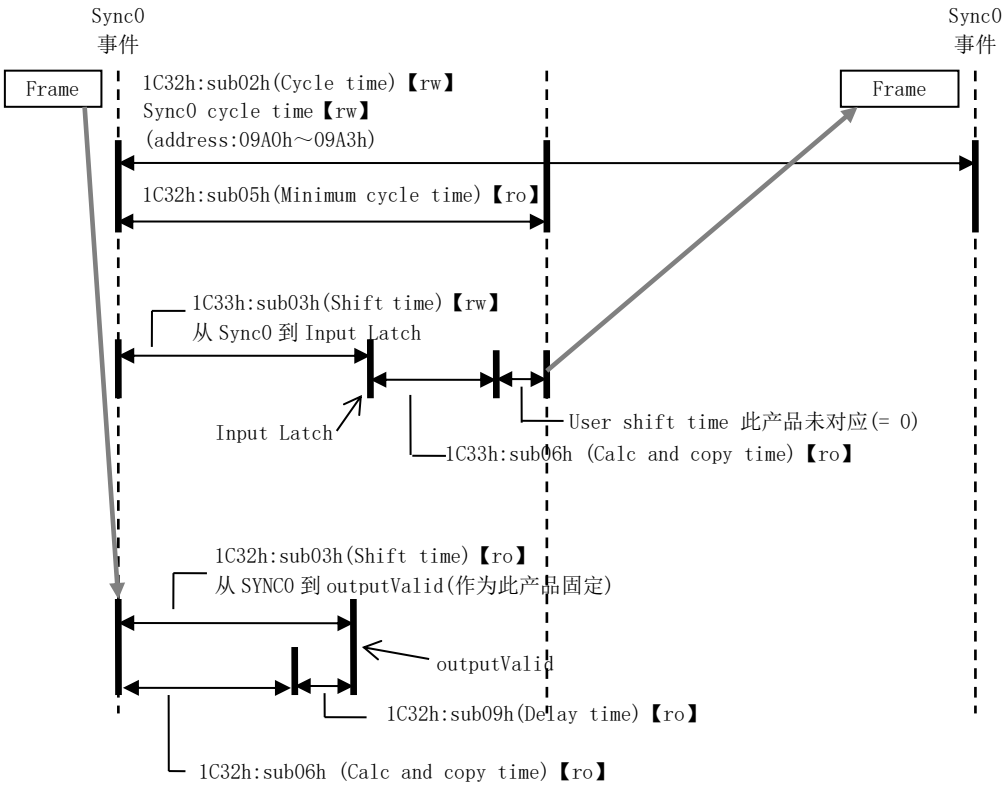 Sync0
事件
Sync0
事件
Frame
1C32h:sub02h(Cycle time)【rw】
Sync0 cycle time【rw】
(address:09A0h～09A3h)
Frame
1C32h:sub05h(Minimum cycle time)【ro】
1C33h:sub03h(Shift time)【rw】
从 Sync0 到 Input Latch
Input Latch
User shift time 此产品未对应(= 0)
1C33h:sub06h (Calc and copy time)【ro】
1C32h:sub03h(Shift time)【ro】
从 SYNC0 到 outputValid(作为此产品固定)
outputValid
1C32h:sub09h(Delay time)【ro】
1C32h:sub06h (Calc and copy time)【ro】